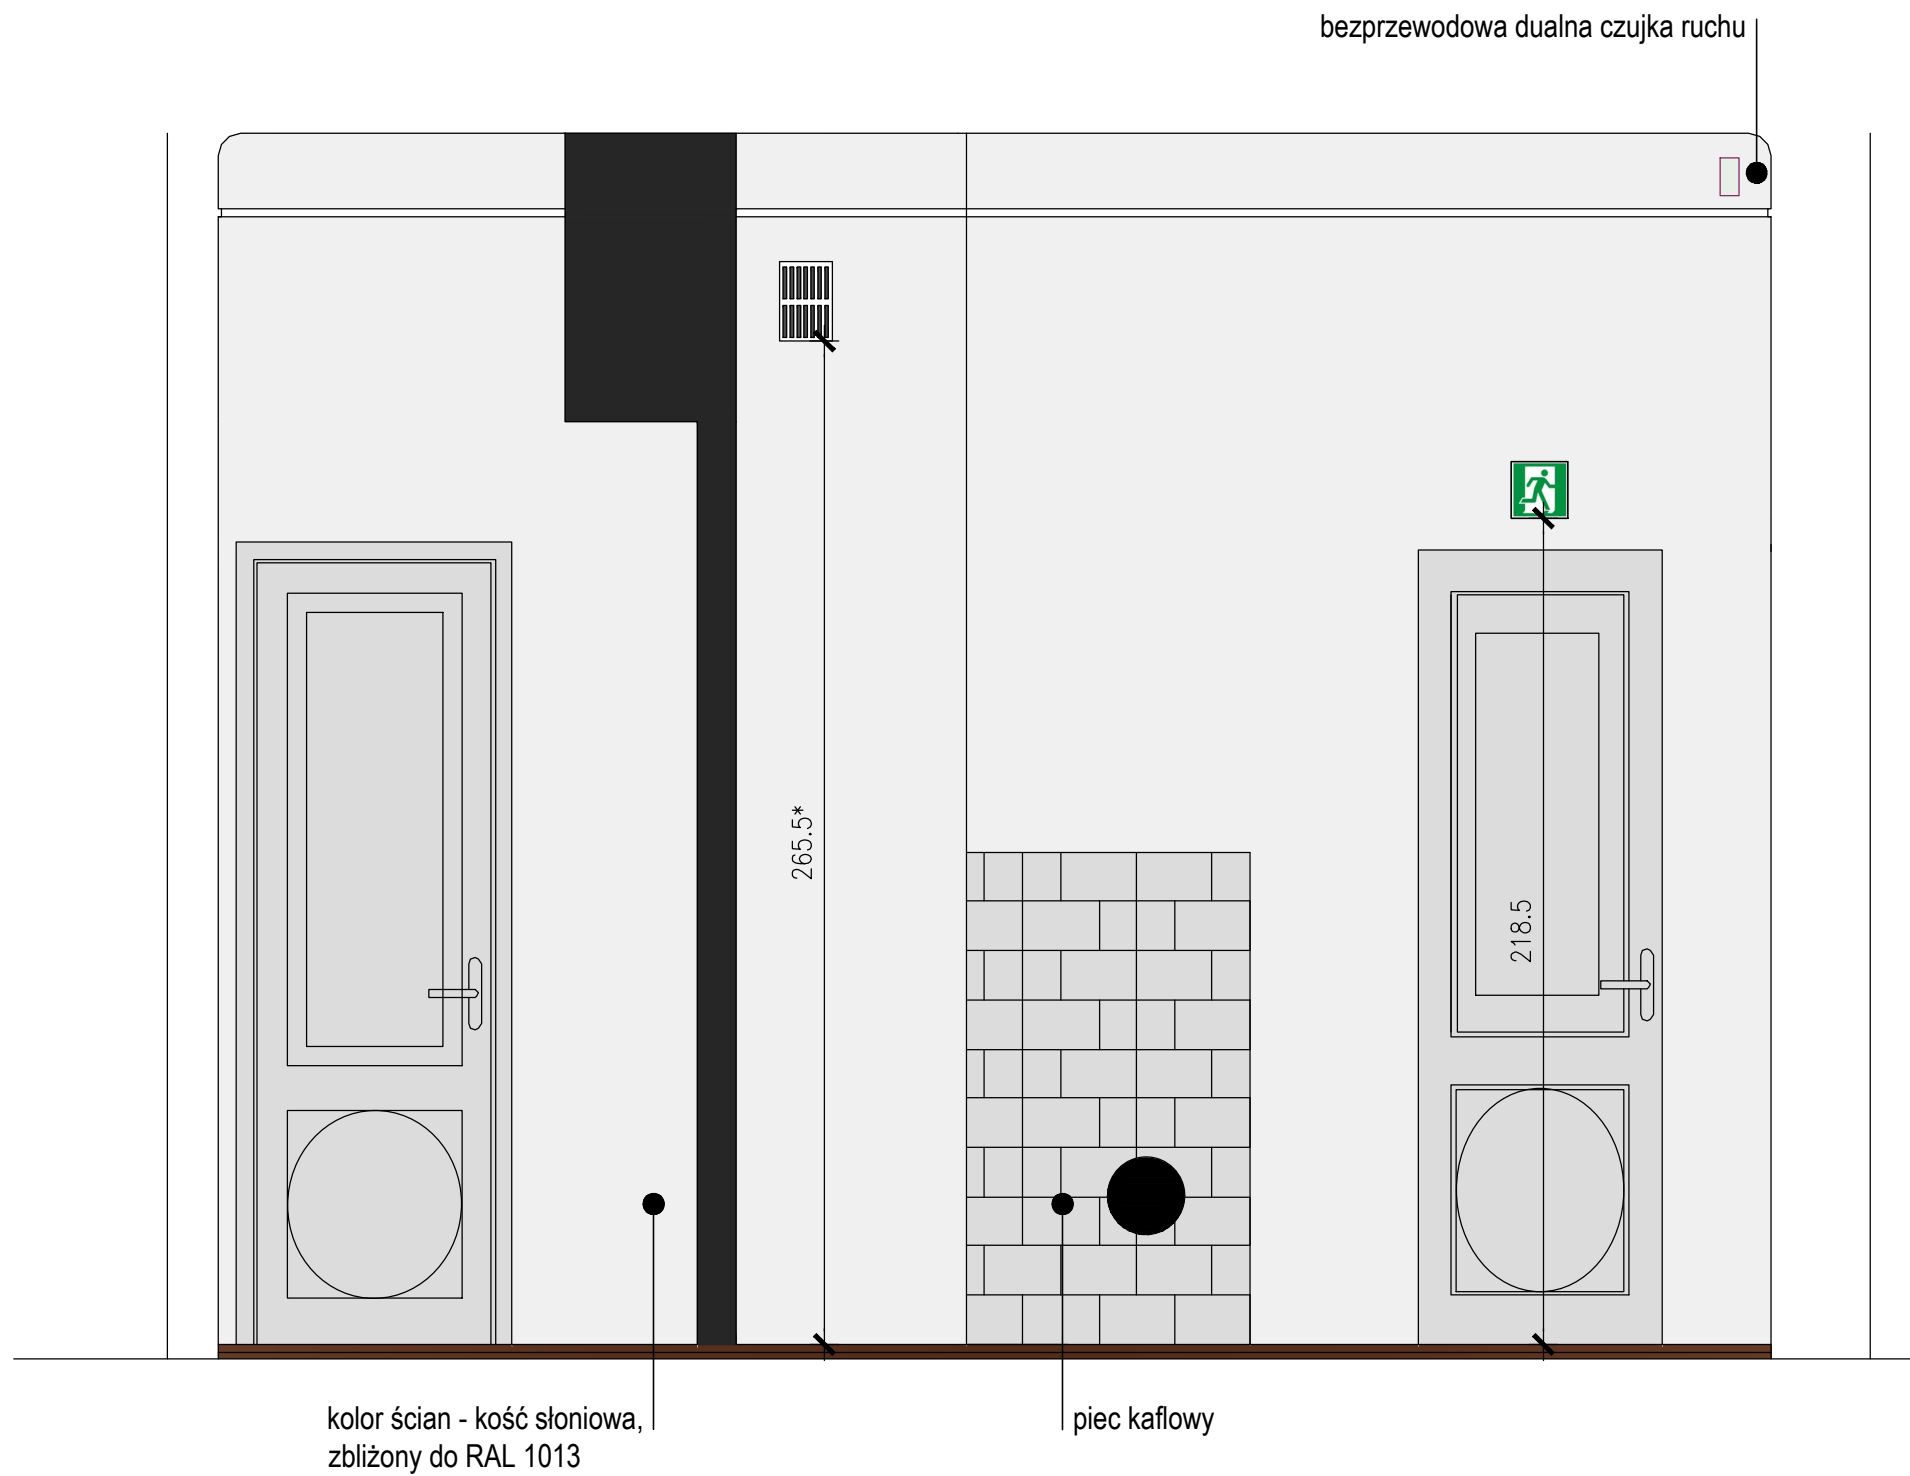 bezprzewodowa dualna czujka ruchu
265.5*
218.5
kolor ścian - kość słoniowa,
zbliżony do RAL 1013
piec kaflowy